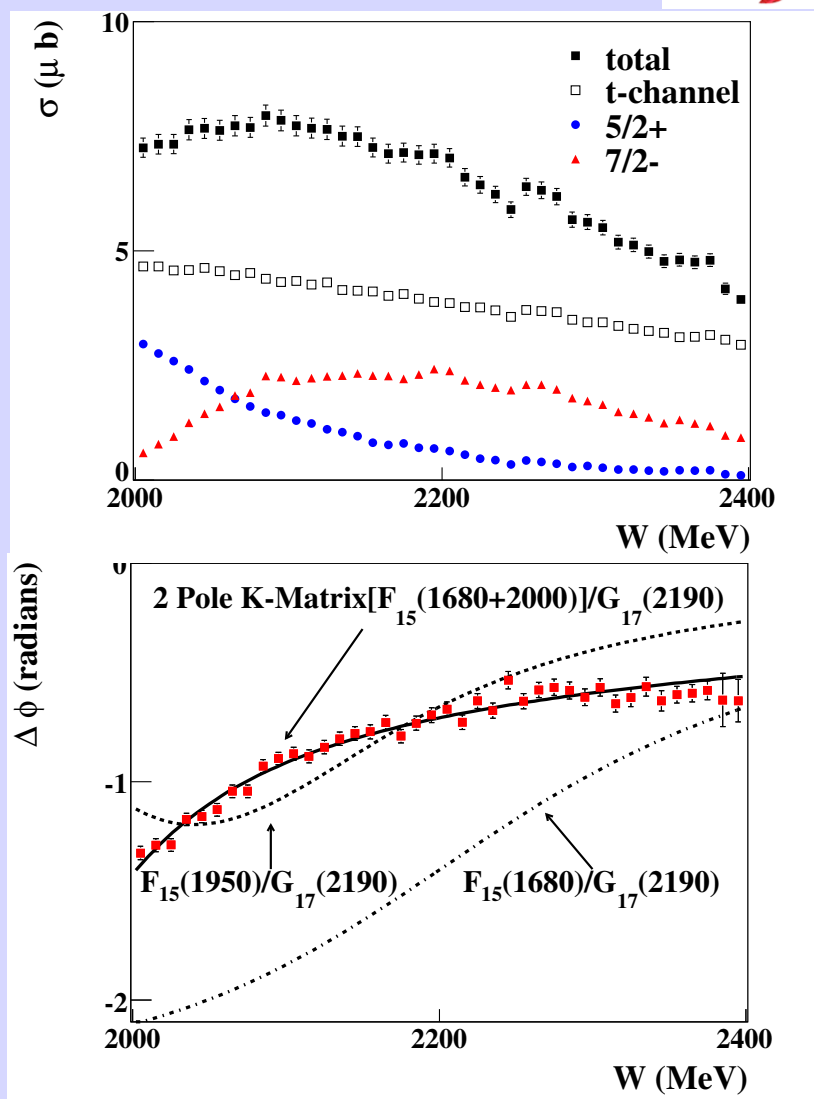 10
σ (μ b)
total
t-channel
5/2+
7/2-
5
0
2000 2200 2400
W (MeV)
0
Δ ϕ (radians)
2 Pole K-Matrix[F15(1680+2000)]/G17(2190)
-1
F15(1950)/G17(2190)
F15(1680)/G17(2190)
-2
2000 2200 2400
W (MeV)